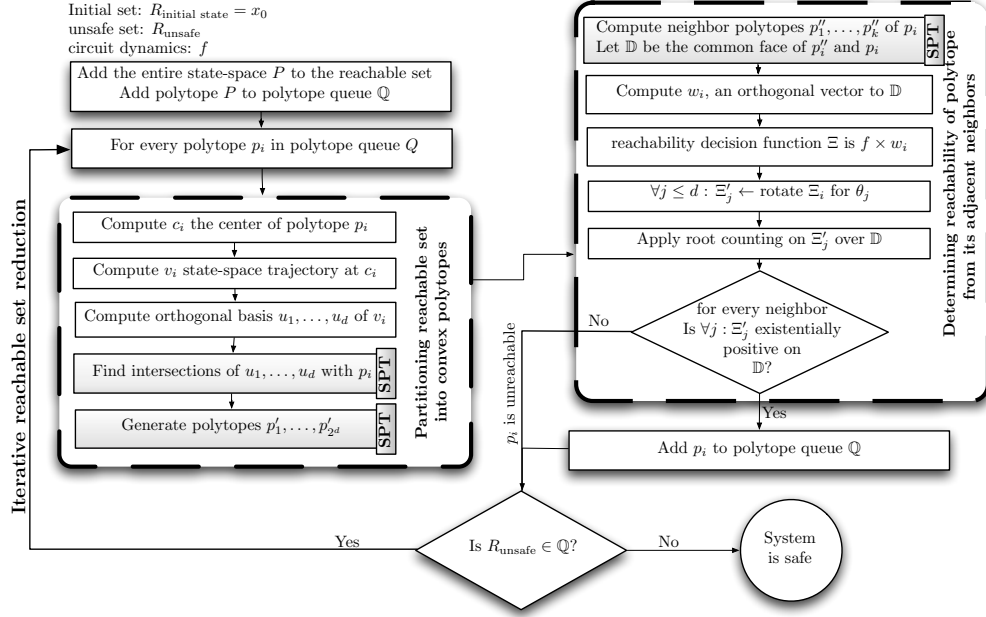 Initial set: R_{initial state} = x_0
unsafe set: R_{unsafe}
circuit dynamics: f
Add the entire state-space P to the reachable set
Add polytope P to polytope queue ℚ
For every polytope p_i in polytope queue Q
Compute c_i the center of polytope p_i
Compute v_i state-space trajectory at c_i
Compute orthogonal basis u_1, . . . , u_d of v_i
Find intersections of u_1, . . . , u_d with p_i
SPT
Generate polytopes p'_1, . . . , p'_{2^d}
SPT
Partitioning reachable set
into convex polytopes
Iterative reachable set reduction
Compute neighbor polytopes p''_1, . . . , p''_k of p_i
Let 𝔻 be the common face of p''_i and p_i
SPT
Compute w_i, an orthogonal vector to 𝔻
reachability decision function Ξ is f × w_i
∀j ≤ d : Ξ'_j ← rotate Ξ_i for θ_j
Apply root counting on Ξ'_j over 𝔻
for every neighbor
Is ∀j : Ξ'_j existentially
positive on
𝔻?
Determining reachability of polytope
from its adjacent neighbors
No
p_i is unreachable
Yes
Add p_i to polytope queue ℚ
Is R_{unsafe} ∈ ℚ?
Yes
No
System
is safe